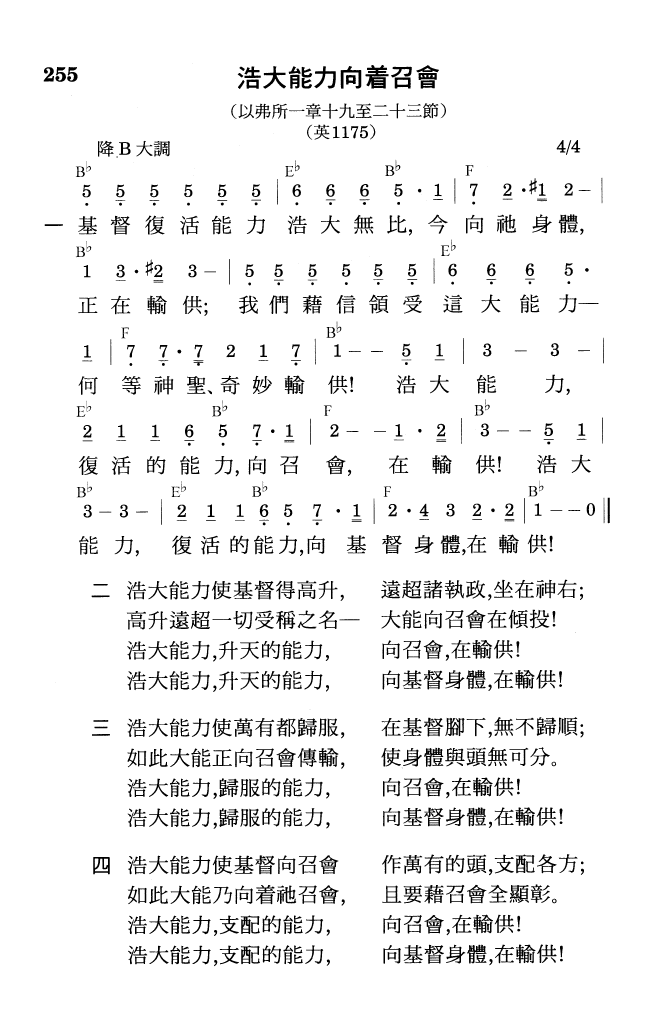 255
浩大能力向着召會
（以弗所一章十九至二十三節）
（英1175）
降B大調 4/4
B♭ E♭ B♭ F
5 5 5 5 5 5 | 6 6 6 5 · 1 | 7 2 · #1 2 – |
一 基督復活能力 浩大無比, 今向祂身體,
B♭ E♭
1 3 · #2 3 – | 5 5 5 5 5 5 | 6 6 6 5 ·
正在輸供; 我們藉信領受這大能力—
F B♭
1 | 7 7 · 7 2 1 7 | 1 – – 5 1 | 3 – 3 – |
何等神聖、奇妙輸供! 浩大能力,
E♭ B♭ F B♭
2 1 1 6 5 7 · 1 | 2 – – 1 · 2 | 3 – – 5 1 |
復活的能力,向召會, 在輸供! 浩大
B♭ E♭ B♭ F B♭
3 – 3 – | 2 1 1 6 5 7 · 1 | 2 · 4 3 2 · 2 | 1 – – 0 ‖
能力, 復活的能力,向基督身體,在輸供!
二 浩大能力使基督得高升, 遠超諸執政,坐在神右;
高升遠超一切受稱之名— 大能向召會在傾投!
浩大能力,升天的能力, 向召會,在輸供!
浩大能力,升天的能力, 向基督身體,在輸供!
三 浩大能力使萬有都歸服, 在基督腳下,無不歸順;
如此大能正向召會傳輸, 使身體與頭無可分。
浩大能力,歸服的能力, 向召會,在輸供!
浩大能力,歸服的能力, 向基督身體,在輸供!
四 浩大能力使基督向召會 作萬有的頭,支配各方;
如此大能乃向着祂召會, 且要藉召會全顯彰。
浩大能力,支配的能力, 向召會,在輸供!
浩大能力,支配的能力, 向基督身體,在輸供!